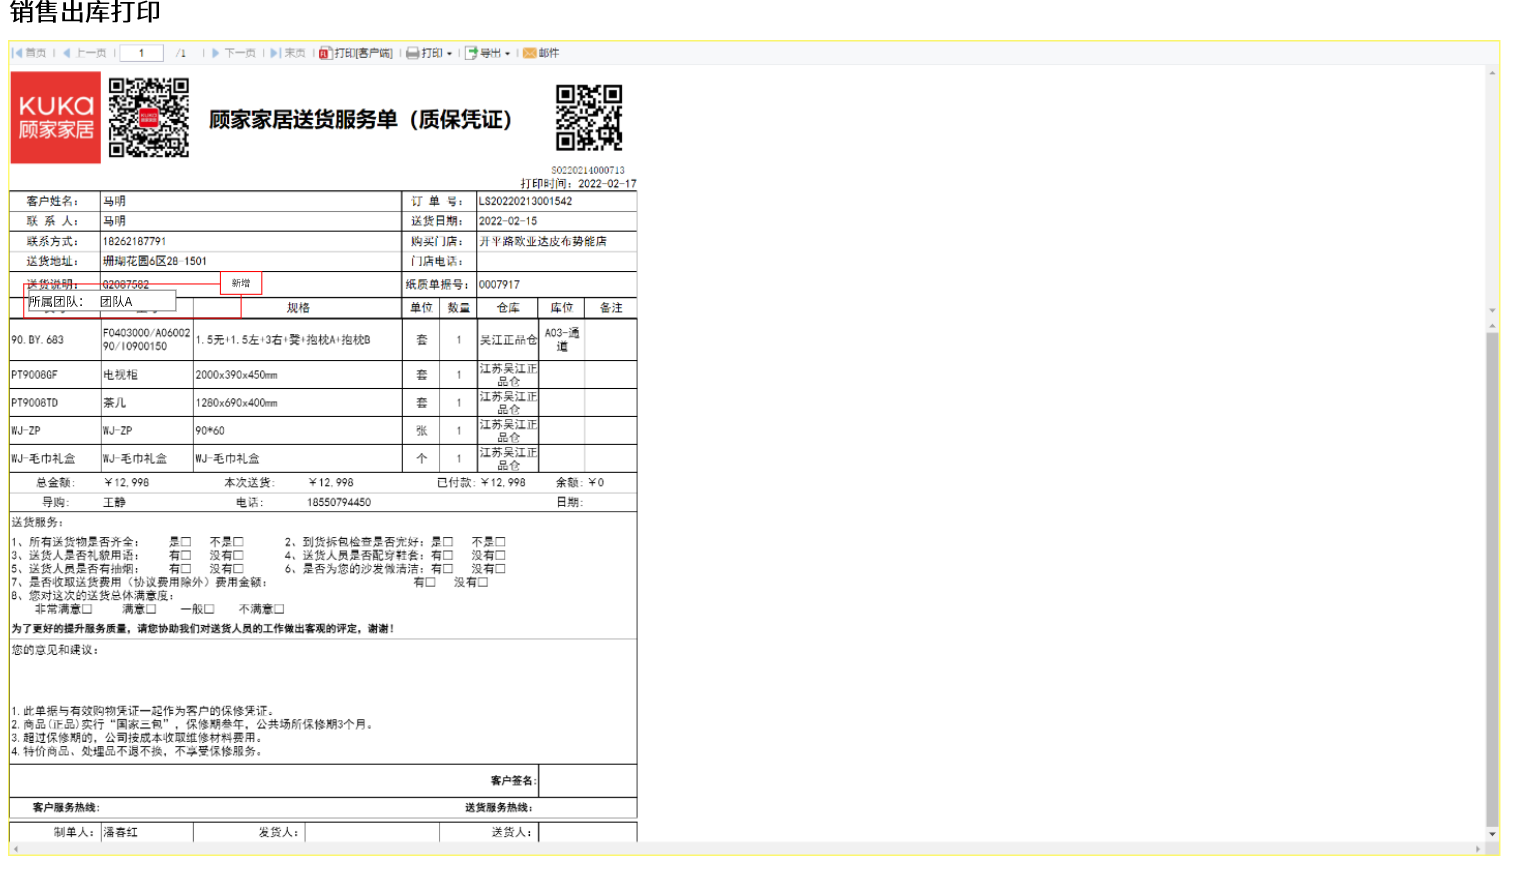 销售出库打印
首页 上一页 1 /1 下一页 末页 打印[客户端] 打印 导出 邮件
KUKA
顾家家居
顾家家居送货服务单（质保凭证）
SO220214000713
打印时间：2022-02-17
客户姓名： 马明 订 单 号： LS20220213001542
联 系 人： 马明 送货日期： 2022-02-15
联系方式： 18262187791 购买门店： 开平路欧亚达皮布势能店
送货地址： 珊瑚花园6区28-1501 门店电话：
送货说明： 02087582 新增 纸质单据号： 0007917
所属团队： 团队A
规格 单位 数量 仓库 库位 备注
90.BY.683 F0403000/A0600290/I0900150 1.5无+1.5左+3右+凳+抱枕A+抱枕B 套 1 吴江正品仓 A03-通道
PT9008GF 电视柜 2000x390x450mm 套 1 江苏吴江正品仓
PT9008TD 茶几 1280x690x400mm 套 1 江苏吴江正品仓
WJ-ZP WJ-ZP 90*60 张 1 江苏吴江正品仓
WJ-毛巾礼盒 WJ-毛巾礼盒 WJ-毛巾礼盒 个 1 江苏吴江正品仓
总金额： ￥12,998 本次送货： ￥12,998 已付款：￥12,998 余额：￥0
导购： 王静 电话： 18550794450 日期：
送货服务：
1、所有送货物是否齐全： 是□ 不是□ 2、到货拆包检查是否完好：是□ 不是□
3、送货人是否礼貌用语： 有□ 没有□ 4、送货人员是否配穿鞋套：有□ 没有□
5、送货人员是否有抽烟： 有□ 没有□ 6、是否为您的沙发做清洁：有□ 没有□
7、是否收取送货费用（协议费用除外）费用金额： 有□ 没有□
8、您对这次的送货总体满意度：
非常满意□ 满意□ 一般□ 不满意□
为了更好的提升服务质量，请您协助我们对送货人员的工作做出客观的评定，谢谢！
您的意见和建议：
1.此单据与有效购物凭证一起作为客户的保修凭证。
2.商品(正品)实行“国家三包”，保修期叁年，公共场所保修期3个月。
3.超过保修期的，公司按成本收取维修材料费用。
4.特价商品、处理品不退不换，不享受保修服务。
客户签名：
客户服务热线： 送货服务热线：
制单人： 潘春红 发货人： 送货人：